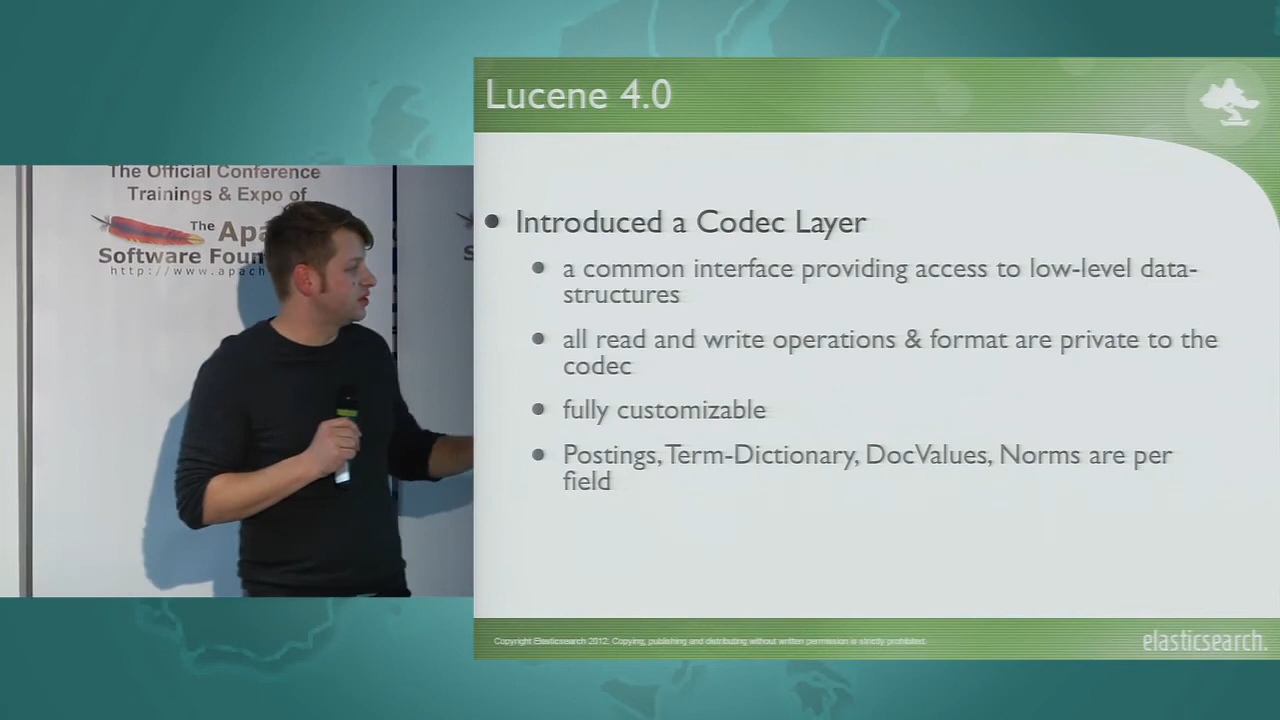 The Official Conference
Trainings & Expo of
The Apa
Software Foun
http://www.apach
S
Lucene 4.0
Introduced a Codec Layer
a common interface providing access to low-level data-
structures
all read and write operations & format are private to the
codec
fully customizable
Postings, Term-Dictionary, DocValues, Norms are per
field
Copyright Elasticsearch 2012. Copying, publishing and distributing without written permission is strictly prohibited.
elasticsearch.